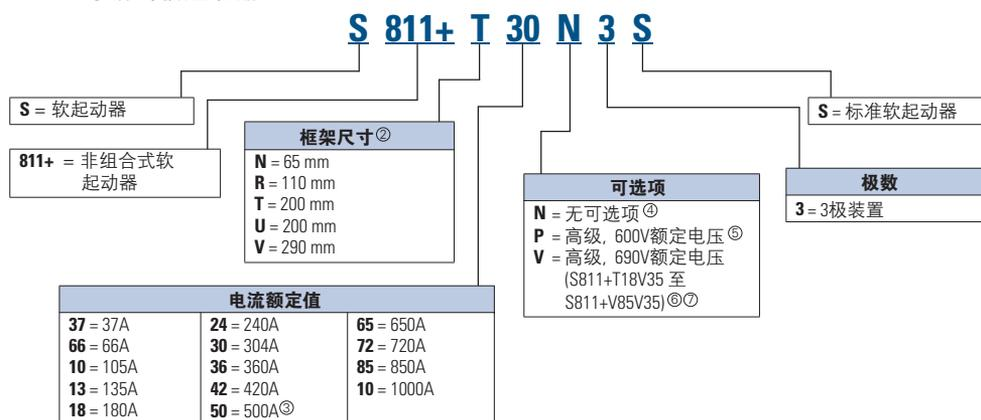 S 811+ T 30 N 3 S
S = 软起动器
811+ = 非组合式软
起动器
框架尺寸②
N = 65 mm
R = 110 mm
T = 200 mm
U = 200 mm
V = 290 mm
电流额定值
37 = 37A
66 = 66A
10 = 105A
13 = 135A
18 = 180A
24 = 240A
30 = 304A
36 = 360A
42 = 420A
50 = 500A③
65 = 650A
72 = 720A
85 = 850A
10 = 1000A
可选项
N = 无可选项④
P = 高级, 600V额定电压⑤
V = 高级, 690V额定电压
(S811+T18V35 至
S811+V85V35)⑥⑦
极数
3 = 3极装置
S = 标准软起动器